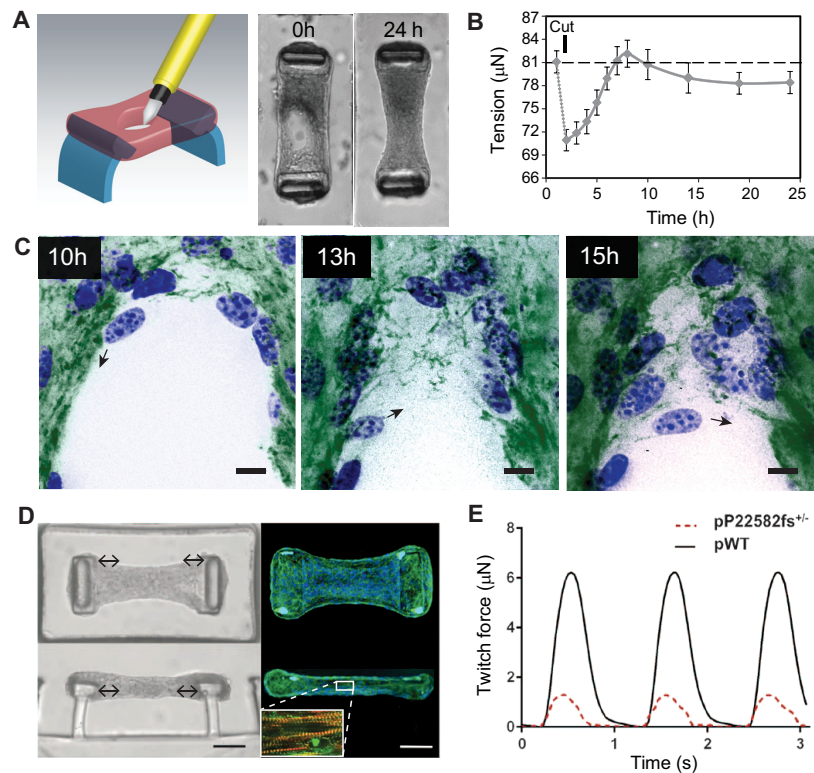 A
0h
24 h
B
Cut
Tension (µN)
87
84
81
78
75
72
69
66
0
5
10
15
20
25
Time (h)
C
10h
13h
15h
D
E
pP22582fs+/-
pWT
Twitch force (µN)
8
6
4
2
0
0
1
2
3
Time (s)